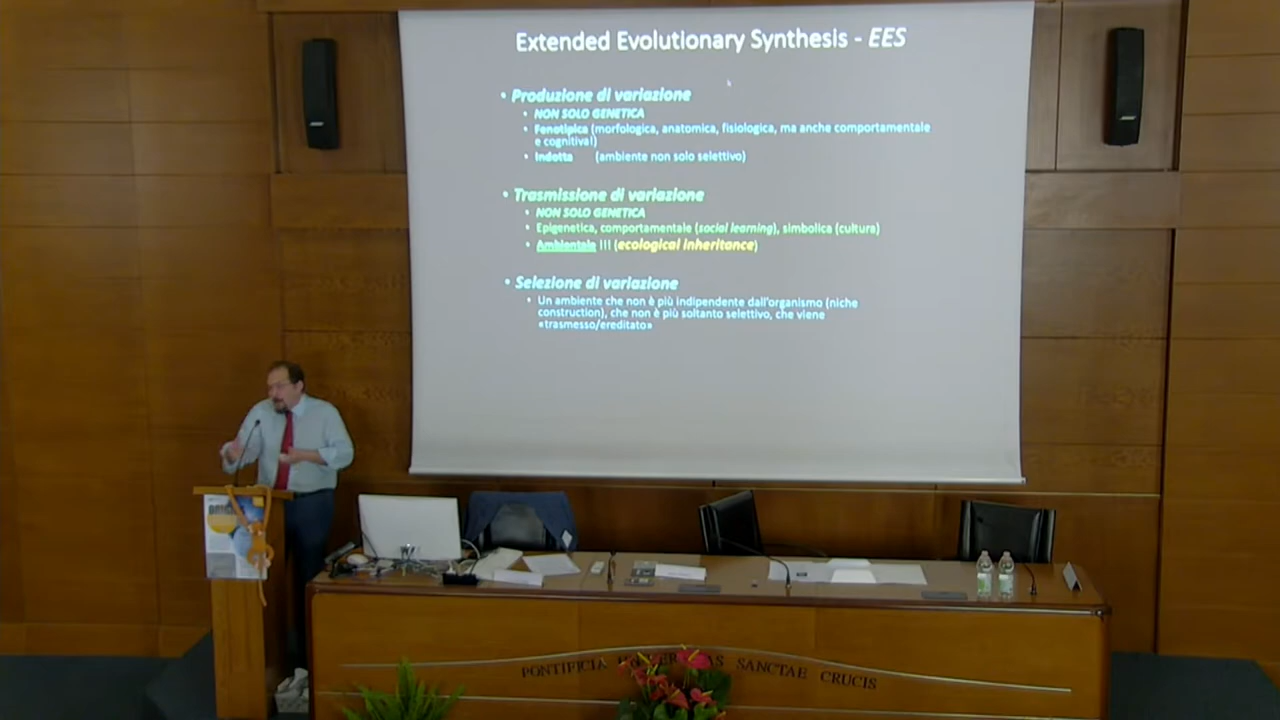 Extended Evolutionary Synthesis - EES
• Produzione di variazione
• NON SOLO GENETICA
• Fenotipica (morfologica, anatomica, fisiologica, ma anche comportamentale
e cognitiva!)
• Indotta (ambiente non solo selettivo)
• Trasmissione di variazione
• NON SOLO GENETICA
• Epigenetica, comportamentale (social learning), simbolica (cultura)
• Ambientale !!! (ecological inheritance)
• Selezione di variazione
• Un ambiente che non è più indipendente dall'organismo (niche
construction), che non è più soltanto selettivo, che viene
«trasmesso/ereditato»
BOSE
PONTIFICIA SANCTAE CRUCIS